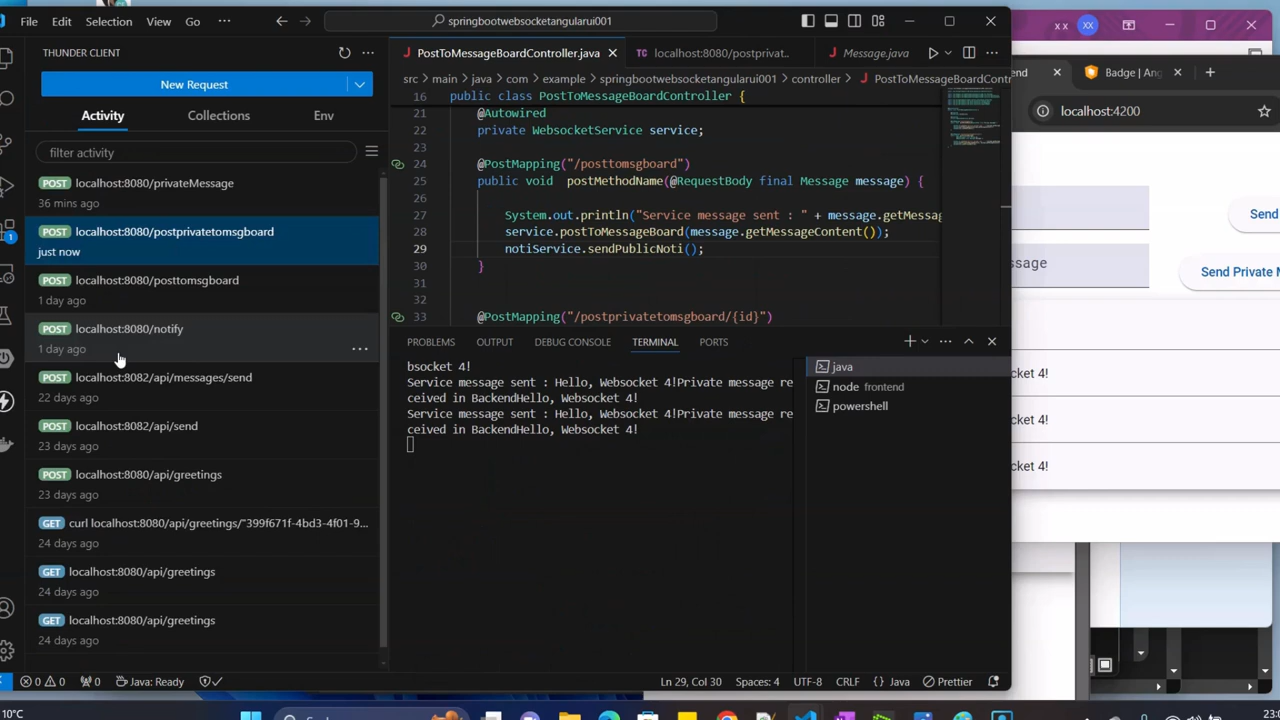 File Edit Selection View Go ··· springbootwebsocketangularui001
x x XX
THUNDER CLIENT
New Request
Activity Collections Env
filter activity
POST localhost:8080/privateMessage
36 mins ago
POST localhost:8080/postprivatetomsgboard
just now
POST localhost:8080/posttomsgboard
1 day ago
POST localhost:8080/notify
1 day ago
POST localhost:8082/api/messages/send
22 days ago
POST localhost:8082/api/send
23 days ago
POST localhost:8080/api/greetings
23 days ago
GET curl localhost:8080/api/greetings/"399f671f-4bd3-4f01-9...
24 days ago
GET localhost:8080/api/greetings
24 days ago
GET localhost:8080/api/greetings
24 days ago
1
J PostToMessageBoardController.java localhost:8080/postprivat.. J Message.java
src > main > java > com > example > springbootwebsocketangularui001 > controller > J PostToMessageBoardContr
16 public class PostToMessageBoardController {
21 @Autowired
22 private WebsocketService service;
24 @PostMapping("/posttomsgboard")
25 public void postMethodName(@RequestBody final Message message) {
26
27 System.out.println("Service message sent : " + message.getMessa
28 service.postToMessageBoard(message.getMessageContent());
29 notiService.sendPublicNoti();
30 }
31
32
33 @PostMapping("/postprivatetomsgboard/{id}")
PROBLEMS OUTPUT DEBUG CONSOLE TERMINAL PORTS
bsocket 4!
Service message sent : Hello, Websocket 4!Private message re
ceived in BackendHello, Websocket 4!
Service message sent : Hello, Websocket 4!Private message re
ceived in BackendHello, Websocket 4!
java
node frontend
powershell
end Badge | Ang
localhost:4200
Send
ssage Send Private M
ocket 4!
ocket 4!
ocket 4!
0 0 0 Java: Ready Ln 29, Col 30 Spaces: 4 UTF-8 CRLF {} Java Prettier
10°C